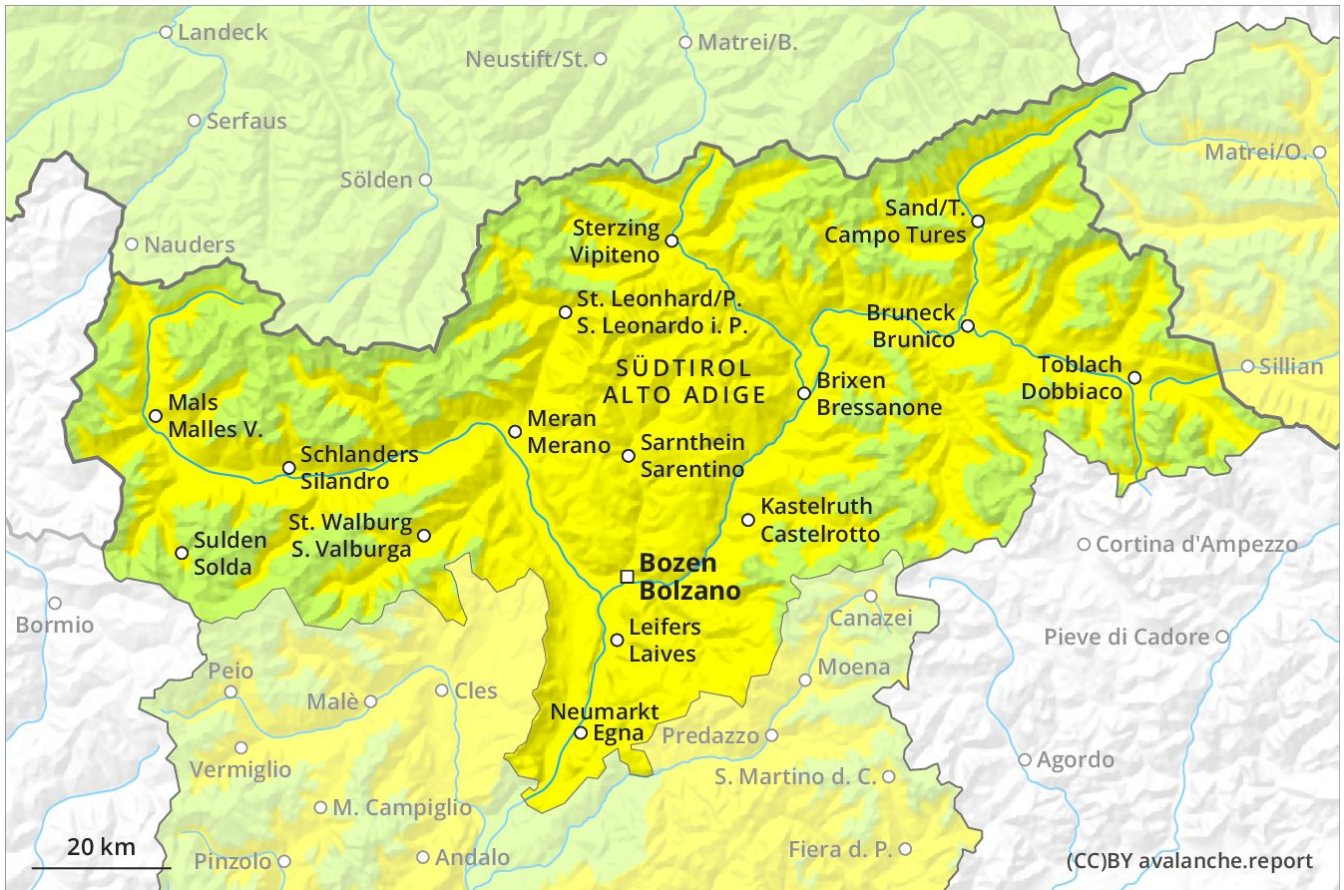 Landeck
Neustift/St.
Matrei/B.
Serfaus
Matrei/O.
Sölden
Nauders
Sand/T.
Campo Tures
Sterzing
Vipiteno
St. Leonhard/P.
S. Leonardo i. P.
Bruneck
Brunico
SÜDTIROL
ALTO ADIGE
Toblach
Dobbiaco
Sillian
Brixen
Bressanone
Mals
Malles V.
Meran
Merano
Sarnthein
Sarentino
Schlanders
Silandro
St. Walburg
S. Valburga
Kastelruth
Castelrotto
Sulden
Solda
Cortina d'Ampezzo
Bozen
Bolzano
Bormio
Canazei
Leifers
Laives
Pieve di Cadore
Peio
Moena
Malè
Cles
Neumarkt
Egna
Predazzo
Vermiglio
S. Martino d. C.
Agordo
M. Campiglio
20 km
Pinzolo
Andalo
Fiera d. P.
(CC)BY avalanche.report